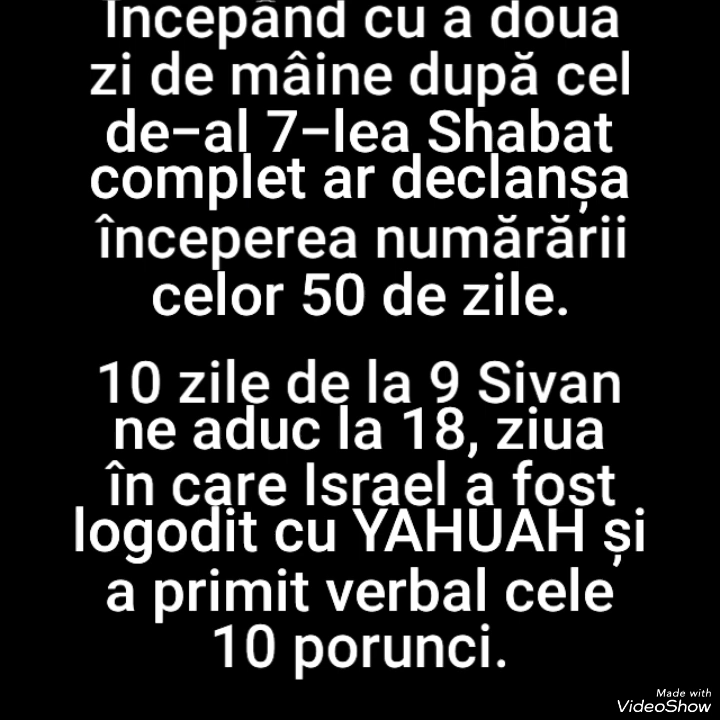 Începând cu a doua
zi de mâine după cel
de-al 7-lea Shabat
complet ar declanșa
începerea numărării
celor 50 de zile.
10 zile de la 9 Sivan
ne aduc la 18, ziua
în care Israel a fost
logodit cu YAHUAH și
a primit verbal cele
10 porunci.
Made with
VideoShow